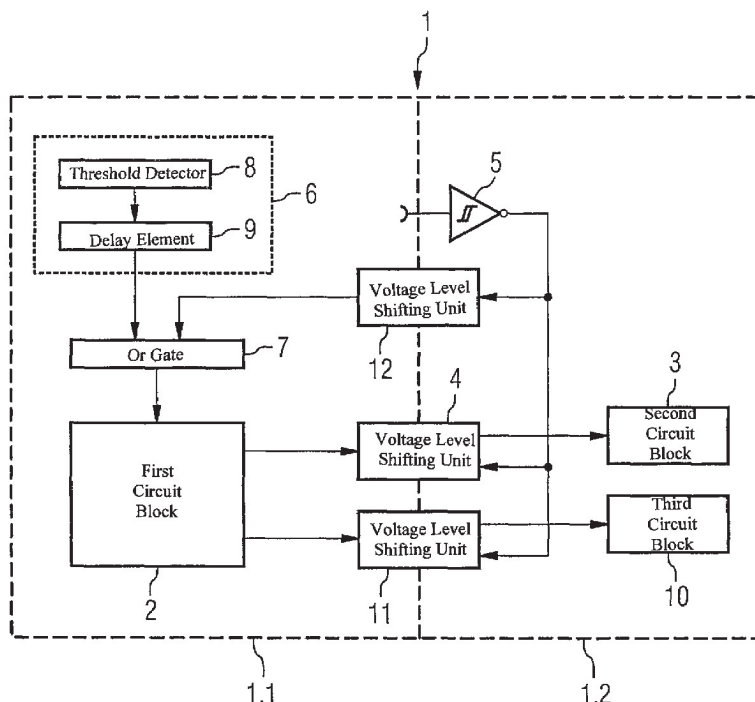 1
Threshold Detector
8
6
Delay Element
9
5
Voltage Level
Shifting Unit
12
Or Gate
7
4
3
Voltage Level
Shifting Unit
Second
Circuit
Block
First
Circuit
Block
2
Voltage Level
Shifting Unit
11
Third
Circuit
Block
10
1.1
1.2